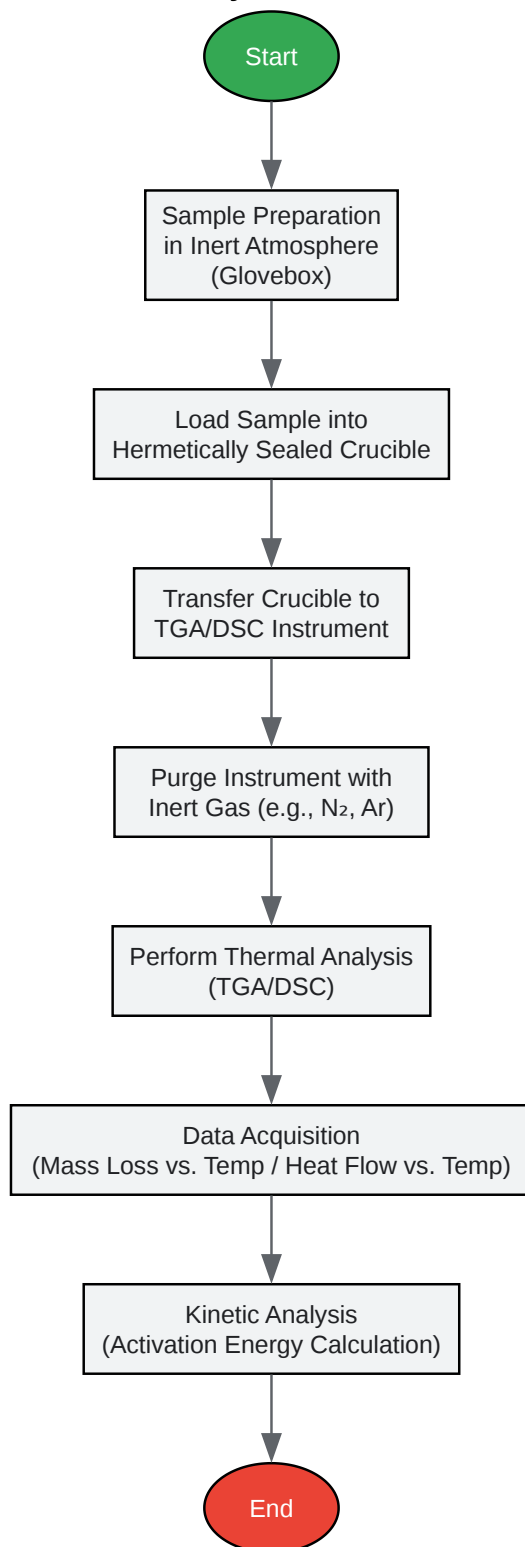 Start
Sample Preparation
in Inert Atmosphere
(Glovebox)
Load Sample into
Hermetically Sealed Crucible
Transfer Crucible to
TGA/DSC Instrument
Purge Instrument with
Inert Gas (e.g., N₂, Ar)
Perform Thermal Analysis
(TGA/DSC)
Data Acquisition
(Mass Loss vs. Temp / Heat Flow vs. Temp)
Kinetic Analysis
(Activation Energy Calculation)
End